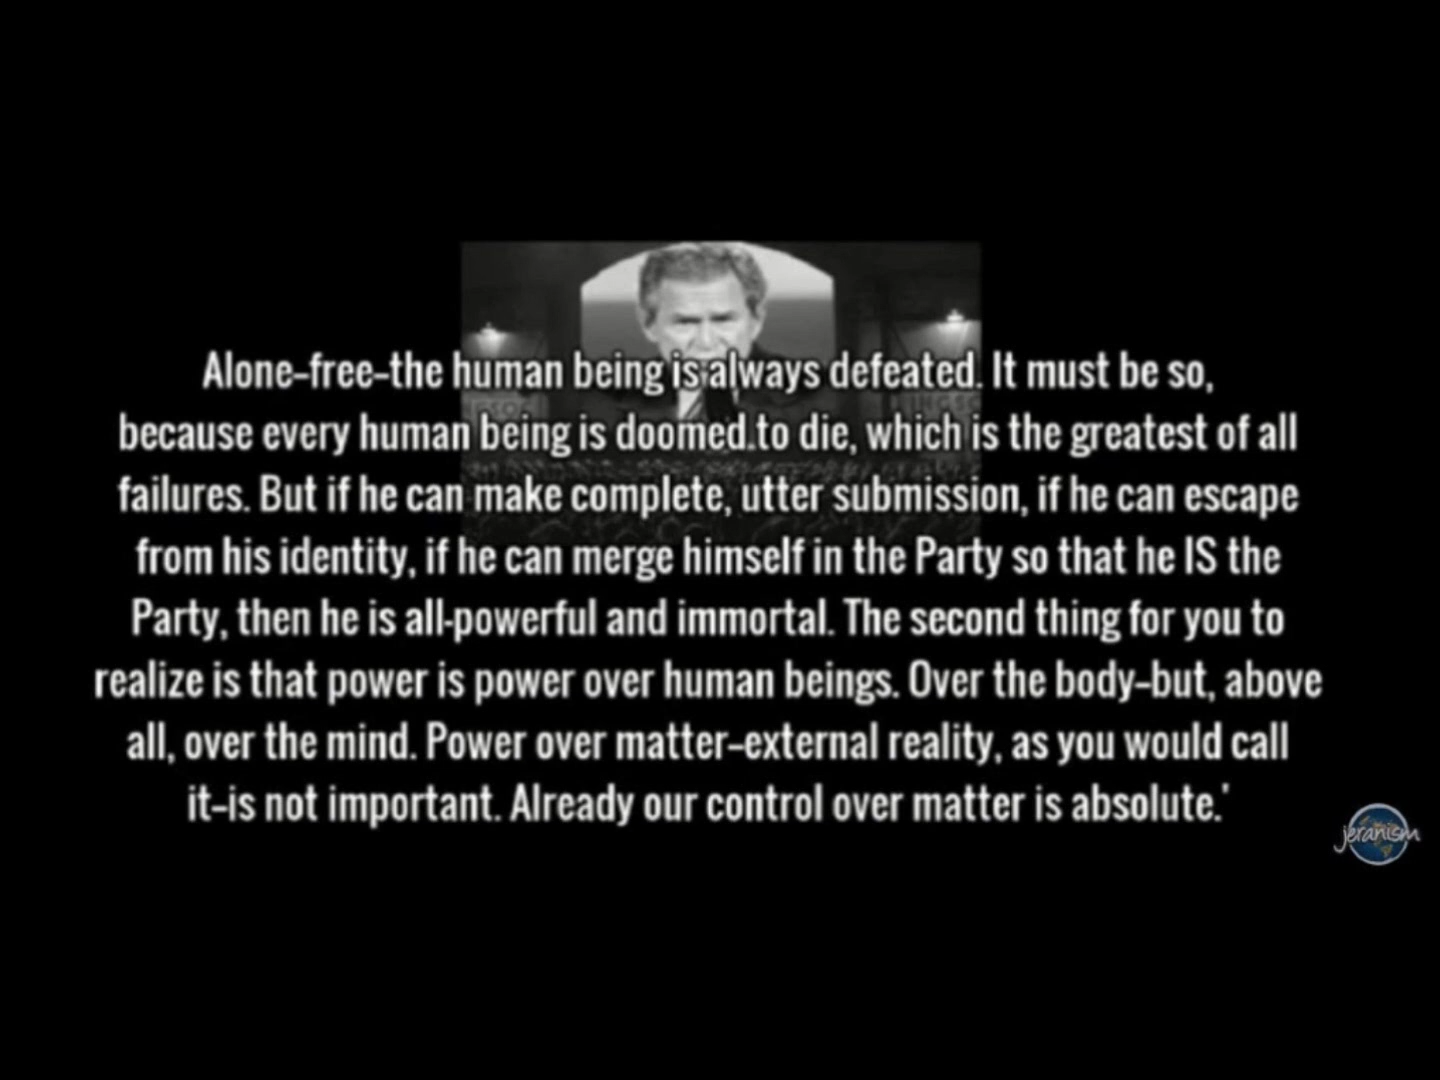 Alone–free–the human being is always defeated. It must be so,
because every human being is doomed.to die, which is the greatest of all
failures. But if he can make complete, utter submission, if he can escape
from his identity, if he can merge himself in the Party so that he IS the
Party, then he is all-powerful and immortal. The second thing for you to
realize is that power is power over human beings. Over the body–but, above
all, over the mind. Power over matter–external reality, as you would call
it–is not important. Already our control over matter is absolute.'
jeranism